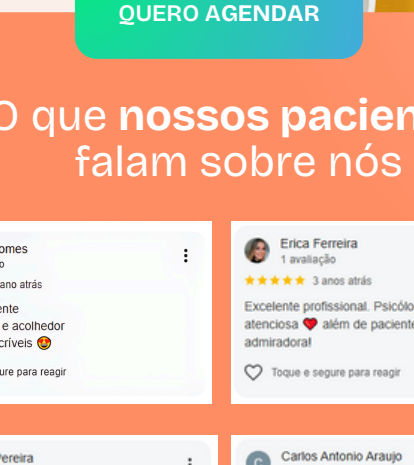 QUERO AGENDAR
O que nossos pacien
falam sobre nós
omes
o
ano atrás
ente
e acolhedor
críveis 😍
ure para reagir
Erica Ferreira
1 avaliação
★★★★★ 3 anos atrás
Excelente profissional. Psicólo
atenciosa ❤️ além de paciente
admiradora!
Toque e segure para reagir
Pereira
C Carlos Antonio Araujo